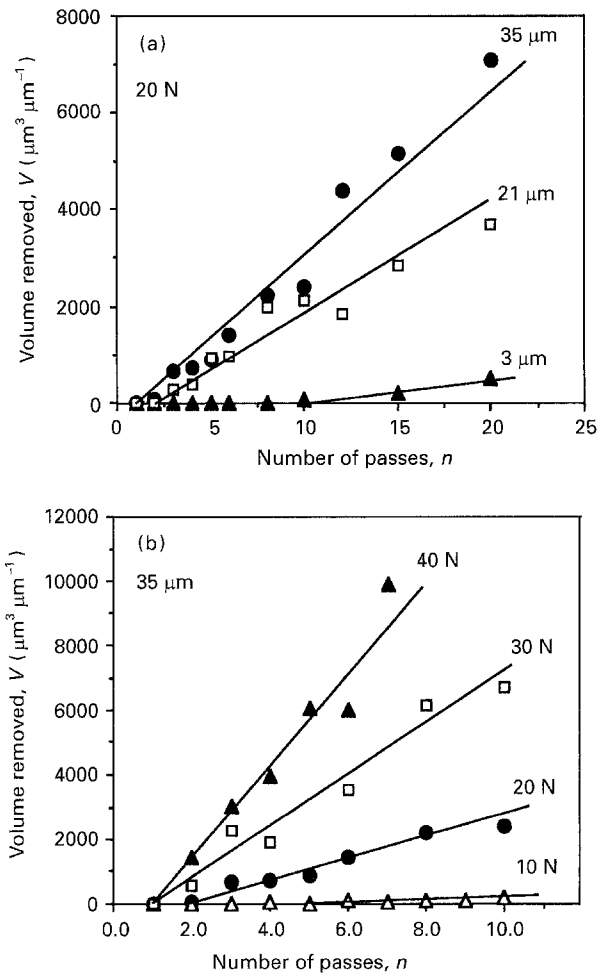 (a)
20 N
35 μm
21 μm
3 μm
8000
6000
4000
2000
0
0 5 10 15 20 25
Volume removed, V ( μm³ μm⁻¹ )
Number of passes, n
(b)
35 μm
40 N
30 N
20 N
10 N
12000
10000
8000
6000
4000
2000
0
0.0 2.0 4.0 6.0 8.0 10.0
Volume removed, V ( μm³ μm⁻¹ )
Number of passes, n